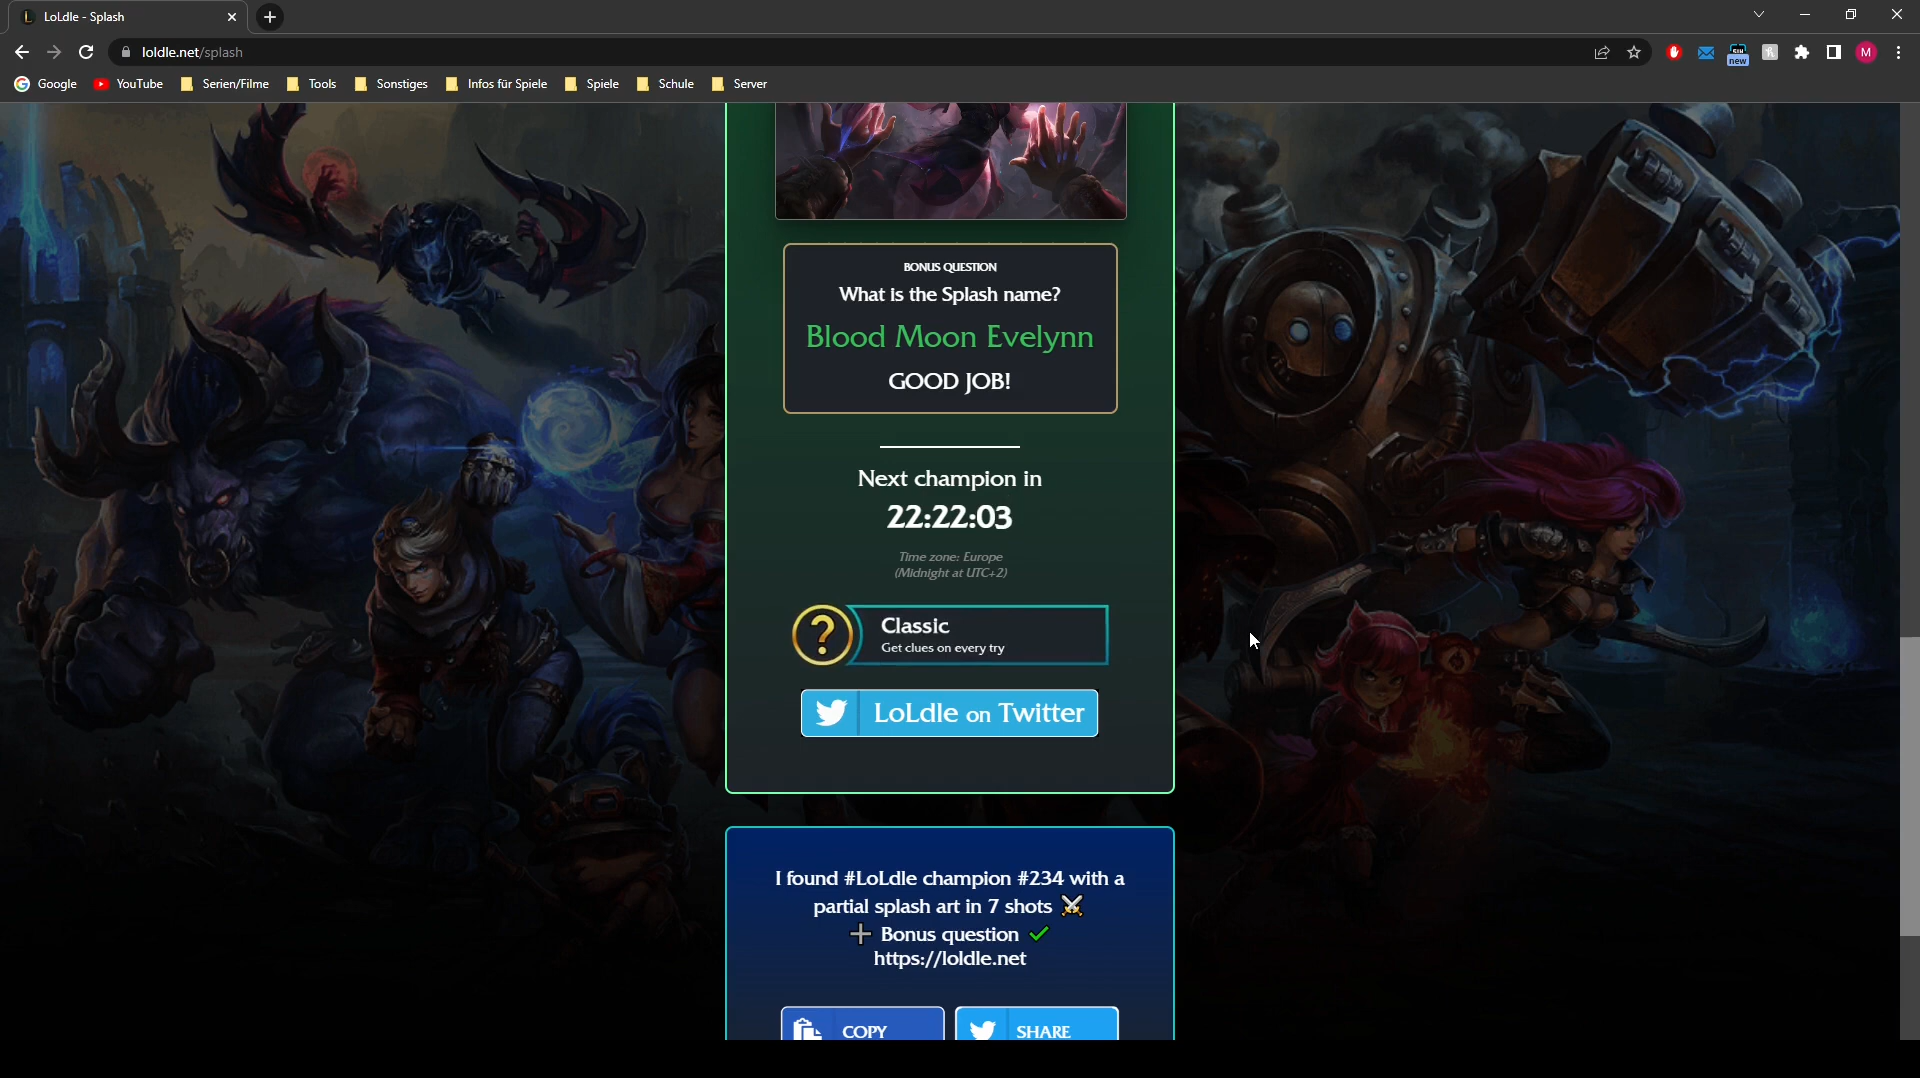 LoLdle - Splash
loldle.net/splash
new
M
Google
YouTube
Serien/Filme
Tools
Sonstiges
Infos für Spiele
Spiele
Schule
Server
BONUS QUESTION
What is the Splash name?
Blood Moon Evelynn
GOOD JOB!
Next champion in
22:22:03
Time zone: Europe
(Midnight at UTC+2)
?
Classic
Get clues on every try
LoLdle on Twitter
I found #LoLdle champion #234 with a
partial splash art in 7 shots ⚔️
➕ Bonus question ✔
https://loldle.net
COPY
SHARE